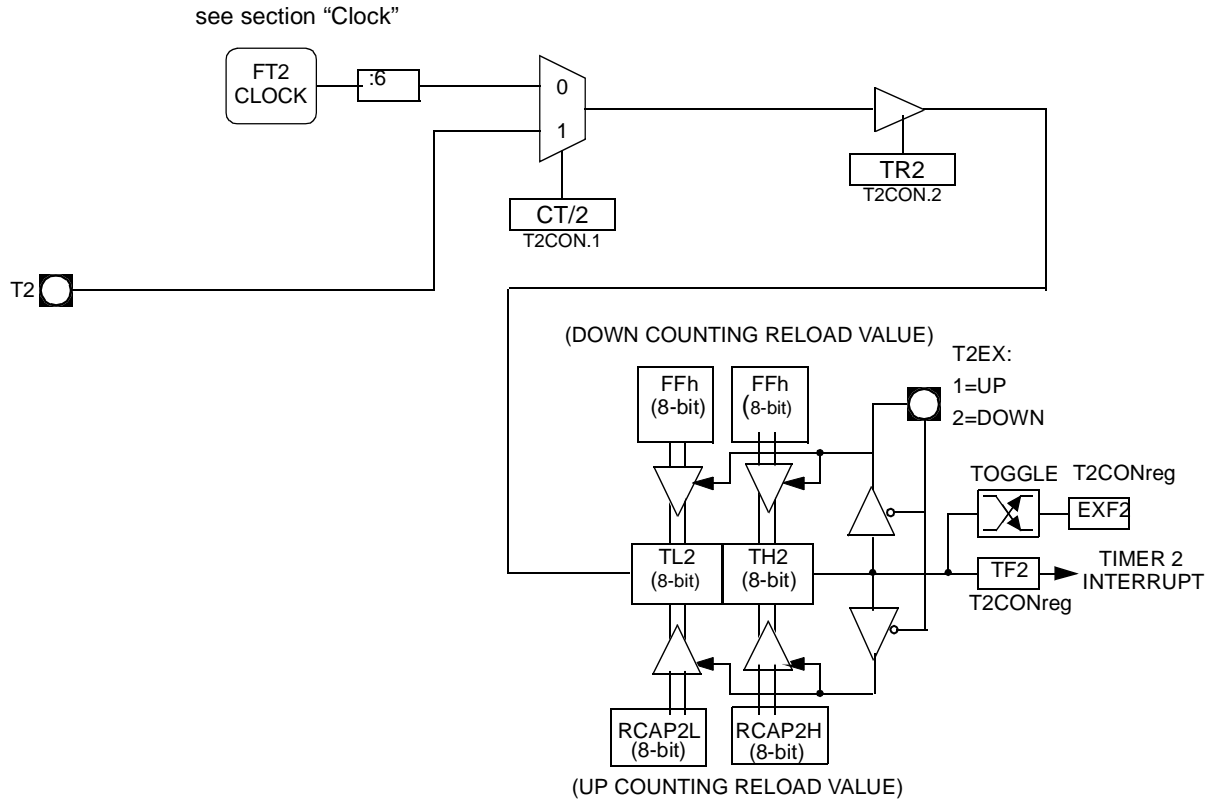 see section “Clock”
FT2
CLOCK
:6
0
1
CT/2
T2CON.1
TR2
T2CON.2
T2
(DOWN COUNTING RELOAD VALUE)
T2EX:
1=UP
2=DOWN
FFh
(8-bit)
FFh
(8-bit)
TOGGLE
T2CONreg
EXF2
TL2
(8-bit)
TH2
(8-bit)
TF2
T2CONreg
TIMER 2
INTERRUPT
RCAP2L
(8-bit)
RCAP2H
(8-bit)
(UP COUNTING RELOAD VALUE)